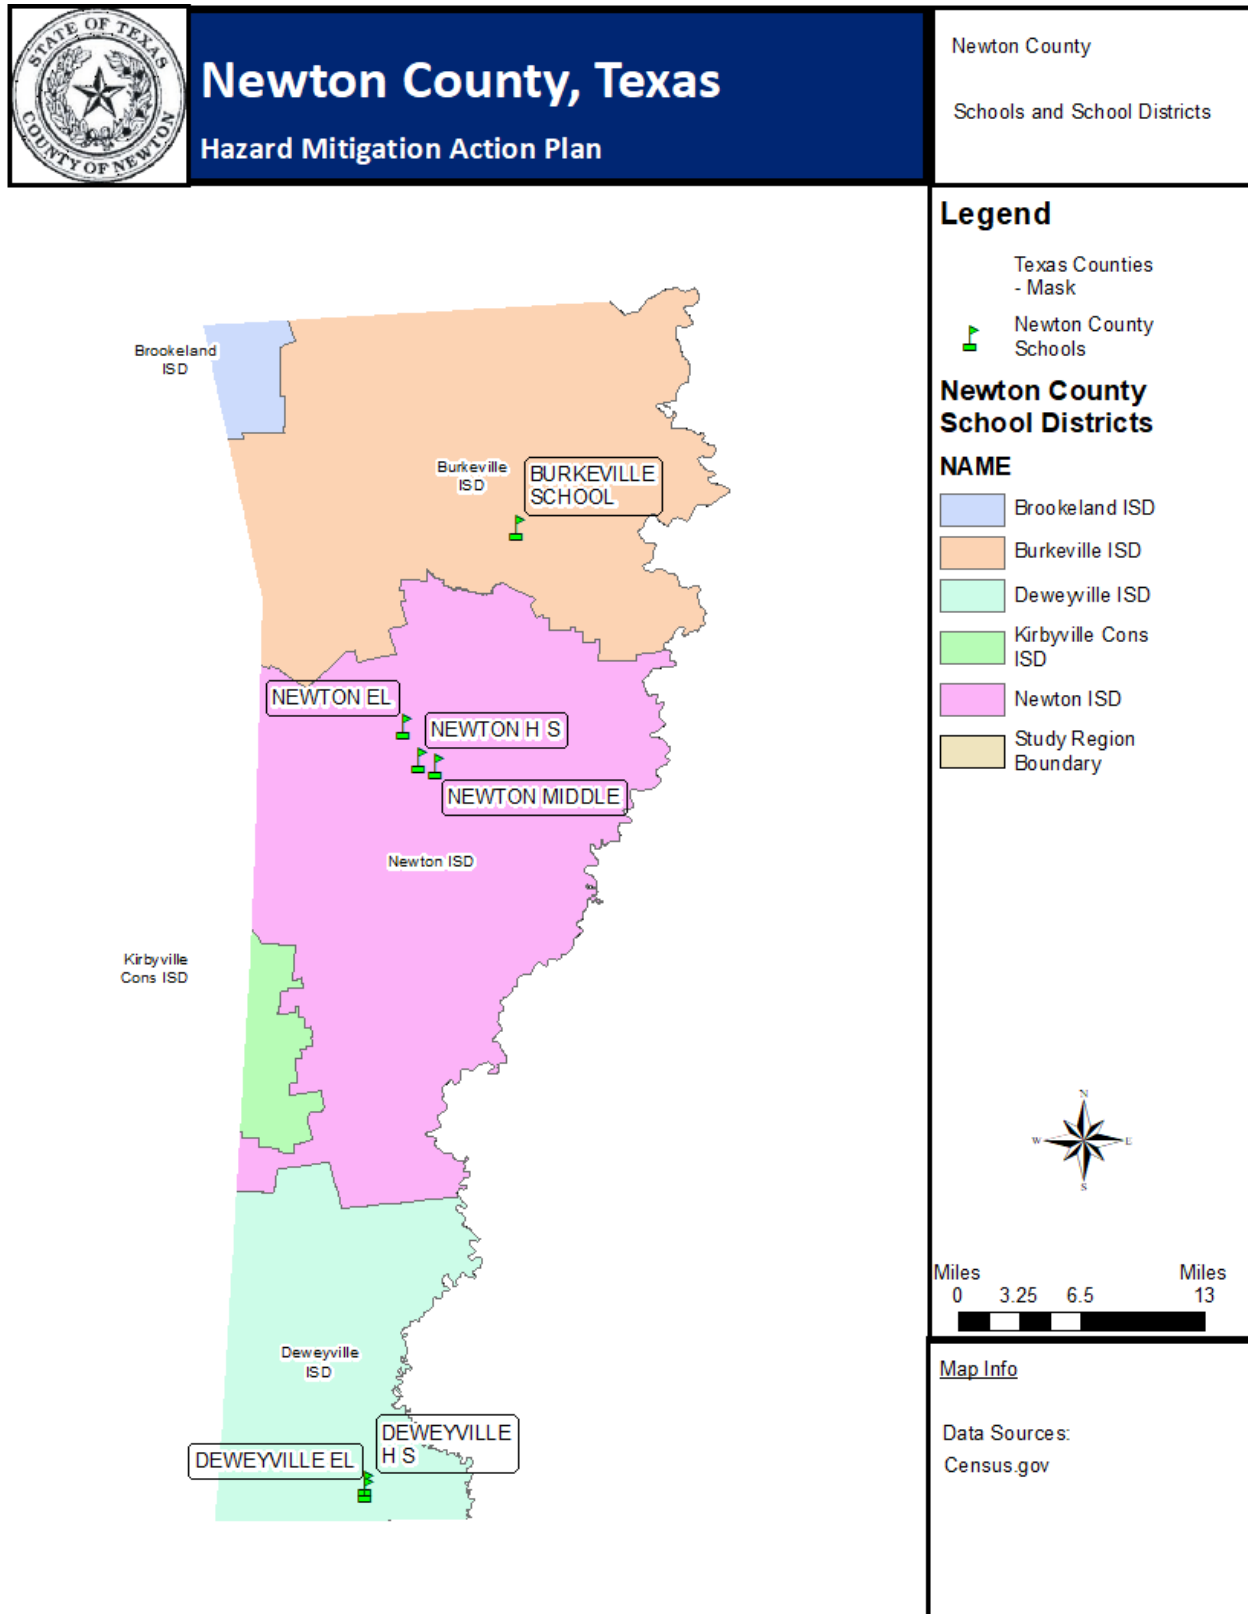 STATE OF TEXAS
COUNTY OF NEWTON
Newton County, Texas
Hazard Mitigation Action Plan
Newton County
Schools and School Districts
Legend
Texas Counties
- Mask
Newton County
Schools
Newton County
School Districts
NAME
Brookeland ISD
Burkeville ISD
Deweyville ISD
Kirbyville Cons
ISD
Newton ISD
Study Region
Boundary
Brookeland
ISD
Burkeville
ISD
BURKEVILLE
SCHOOL
NEWTON EL
NEWTON H S
NEWTON MIDDLE
Newton ISD
Kirbyville
Cons ISD
Deweyville
ISD
DEWEYVILLE
H S
DEWEYVILLE EL
N
W E
S
Miles Miles
0 3.25 6.5 13
Map Info
Data Sources:
Census.gov